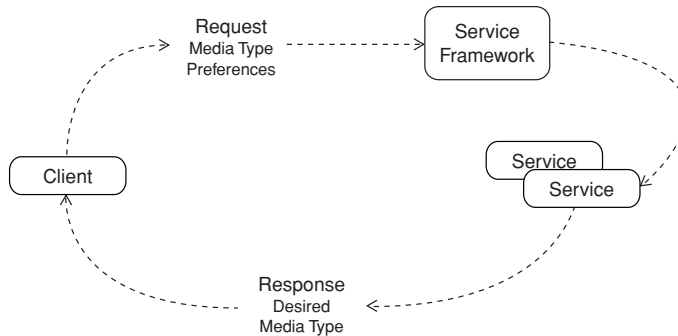 Request
Media Type
Preferences
Service
Framework
Client
Service
Service
Response
Desired
Media Type